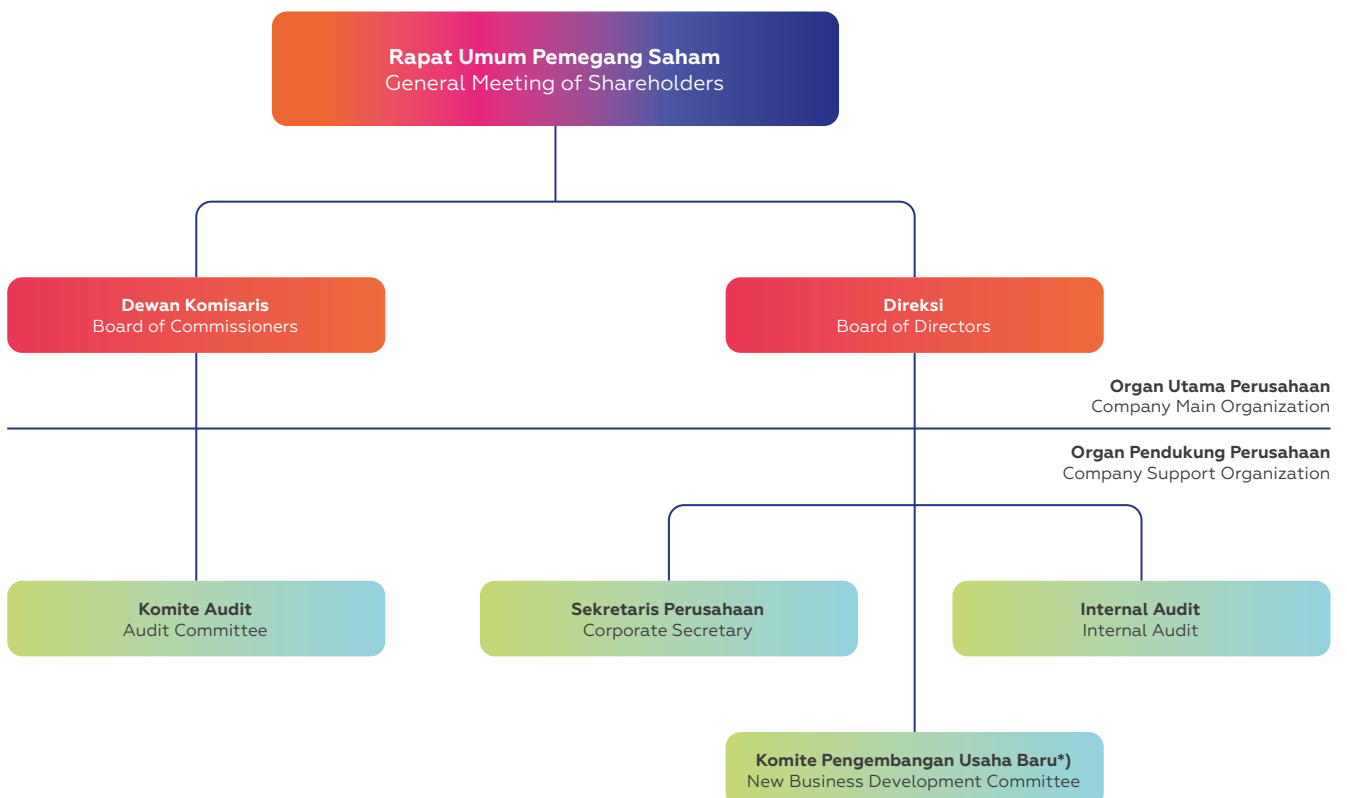 Rapat Umum Pemegang Saham
General Meeting of Shareholders
Dewan Komisaris
Board of Commissioners
Direksi
Board of Directors
Organ Utama Perusahaan
Company Main Organization
Organ Pendukung Perusahaan
Company Support Organization
Komite Audit
Audit Committee
Sekretaris Perusahaan
Corporate Secretary
Internal Audit
Internal Audit
Komite Pengembangan Usaha Baru*)
New Business Development Committee